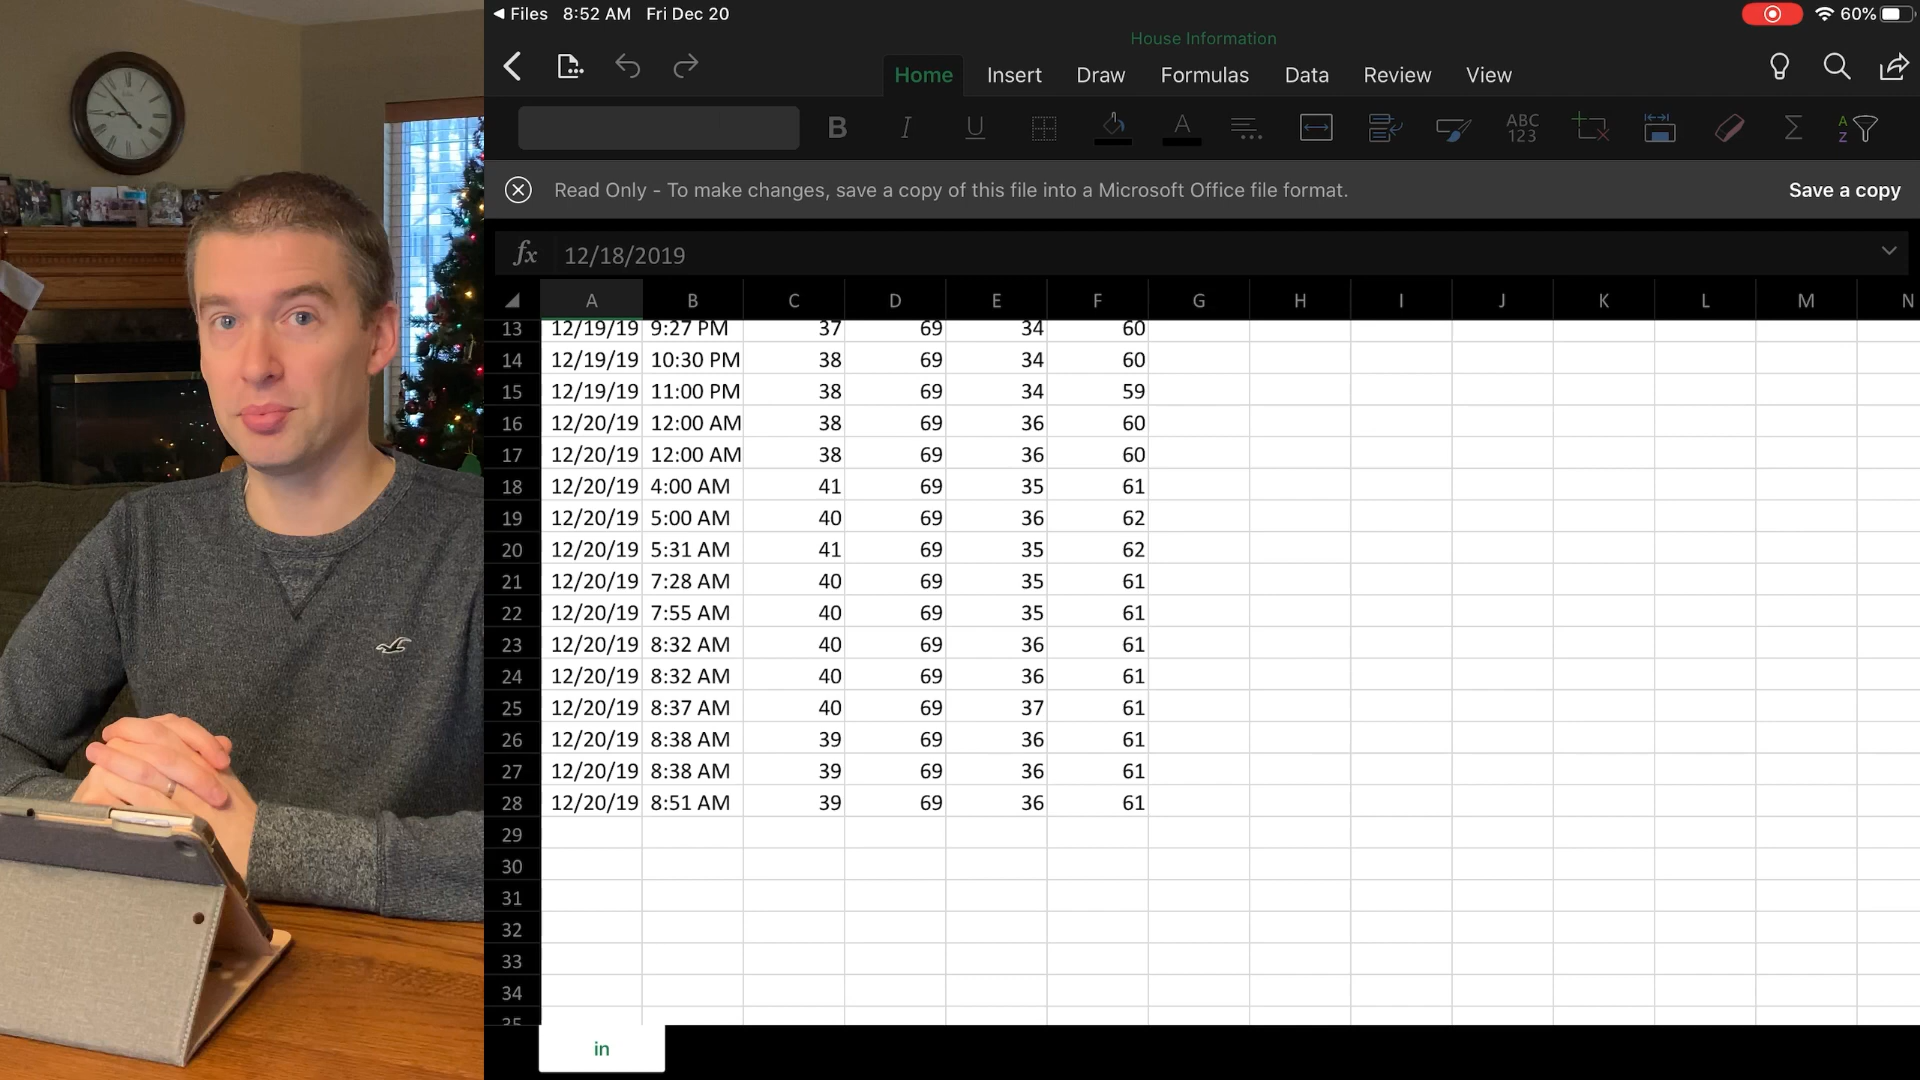 Files 8:52 AM Fri Dec 20 60%
House Information
Home Insert Draw Formulas Data Review View
B I U A ABC 123 Σ A Z
Read Only - To make changes, save a copy of this file into a Microsoft Office file format. Save a copy
fx 12/18/2019
A B C D E F G H I J K L M N
13 12/19/19 9:27 PM 37 69 34 60
14 12/19/19 10:30 PM 38 69 34 60
15 12/19/19 11:00 PM 38 69 34 59
16 12/20/19 12:00 AM 38 69 36 60
17 12/20/19 12:00 AM 38 69 36 60
18 12/20/19 4:00 AM 41 69 35 61
19 12/20/19 5:00 AM 40 69 36 62
20 12/20/19 5:31 AM 41 69 35 62
21 12/20/19 7:28 AM 40 69 35 61
22 12/20/19 7:55 AM 40 69 35 61
23 12/20/19 8:32 AM 40 69 36 61
24 12/20/19 8:32 AM 40 69 36 61
25 12/20/19 8:37 AM 40 69 37 61
26 12/20/19 8:38 AM 39 69 36 61
27 12/20/19 8:38 AM 39 69 36 61
28 12/20/19 8:51 AM 39 69 36 61
29
30
31
32
33
34
35
in